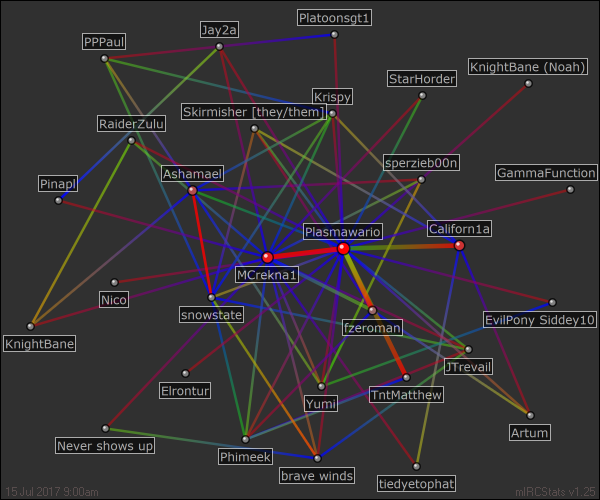 Platoonsgt1
Jay2a
PPPaul
KnightBane (Noah)
StarHorder
Krispy
Skirmisher [they/them]
RaiderZulu
sperzieb00n
Ashamael
GammaFunction
Pinapl
Plasmawario
Californ1a
MCrekna1
Nico
snowstate
EvilPony Siddey10
fzeroman
KnightBane
JTrevail
Elrontur
TntMatthew
Yumi
Artum
Never shows up
Phimeek
brave winds
tiedyetophat
15 Jul 2017 9:00am
mIRCStats v1.25